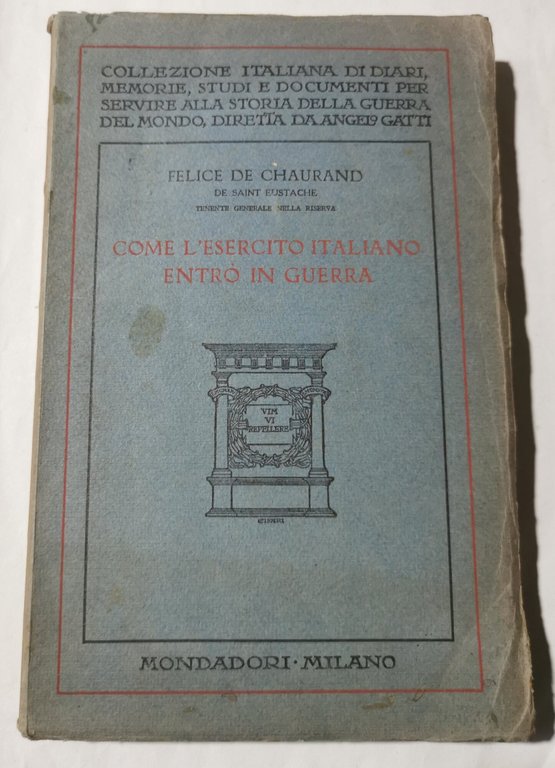 COLLEZIONE ITALIANA DI DIARI,
MEMORIE, STUDI E DOCUMENTI PER
SERVIRE ALLA STORIA DELLA GUERRA
DEL MONDO, DIRETTA DA ANGELO GATTI
FELICE DE CHAURAND
DE SAINT EUSTACHE
TENENTE GENERALE NELLA RISERVA
COME L'ESERCITO ITALIANO
ENTRÒ IN GUERRA
VIM
VI
REPELLERE
MONDADORI · MILANO